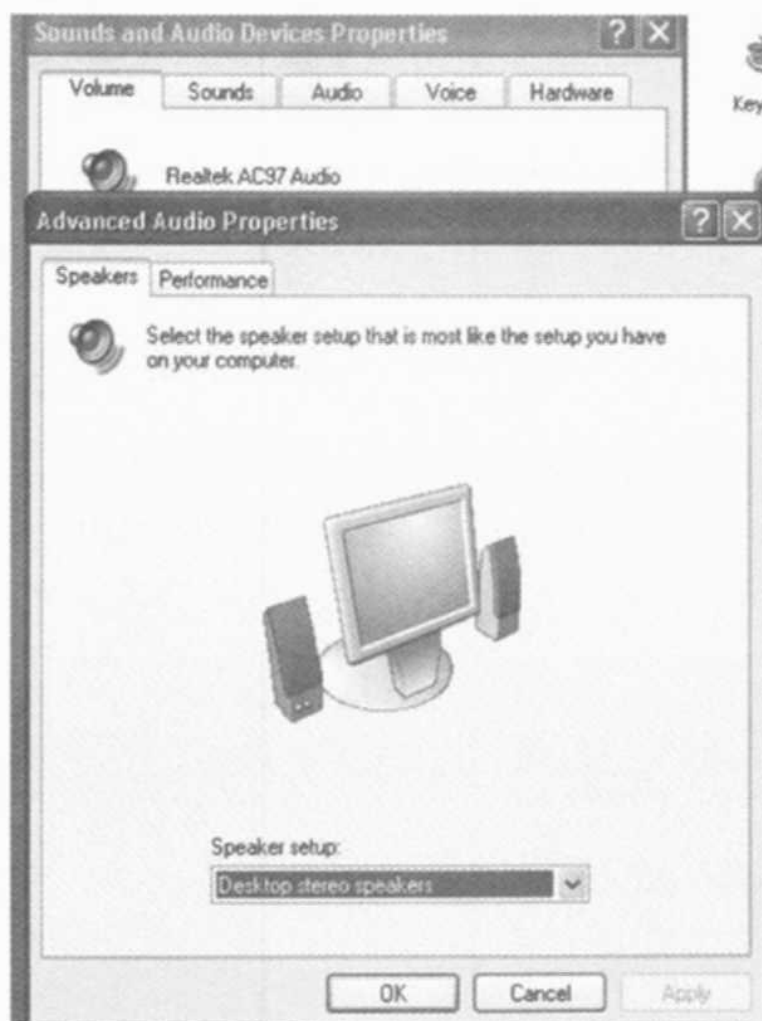 Sounds and Audio Devices Properties
Volume Sounds Audio Voice Hardware
Key
Realtek AC97 Audio
Advanced Audio Properties
Speakers Performance
Select the speaker setup that is most like the setup you have
on your computer.
Speaker setup:
Desktop stereo speakers
OK Cancel Apply